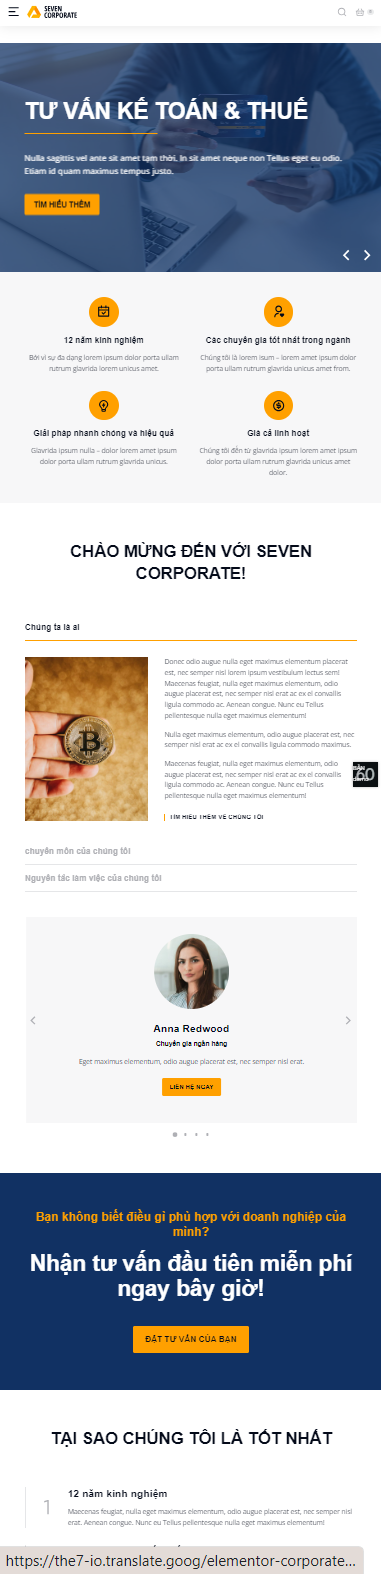 SEVEN
CORPORATE
TƯ VẤN KẾ TOÁN & THUẾ
Nulla sagittis vel ante sit amet tạm thời. In sit amet neque non Tellus eget eu odio.
Etiam id quam maximus tempus justo.
TÌM HIỂU THÊM
12 năm kinh nghiệm
Bởi vì sự đa dạng lorem ipsum dolor porta ullam
rutrum glavrida lorem unicus amet.
Các chuyên gia tốt nhất trong ngành
Chúng tôi là lorem isum – lorem amet ipsum dolor
porta ullam rutrum glavrida unicus amet from.
Giải pháp nhanh chóng và hiệu quả
Glavrida ipsum nulla – dolor lorem amet ipsum
dolor porta ullam rutrum glavrida unicus.
Giá cả linh hoạt
Chúng tôi đến từ glavrida ipsum lorem amet ipsum
dolor porta ullam rutrum glavrida unicus amet
dolor.
CHÀO MỪNG ĐẾN VỚI SEVEN
CORPORATE!
Chúng ta là ai
Donec odio augue nulla eget maximus elementum placerat
est, nec semper nisl lorem ipsum vestibulum lectus sem!
Maecenas feugiat, nulla eget maximus elementum, odio
augue placerat est, nec semper nisl erat ac ex el convallis
ligula commodo ac. Aenean congue. Nunc eu Tellus
pellentesque nulla eget maximus elementum!
Nulla eget maximus elementum, odio augue placerat est, nec
semper nisl erat ac ex el convallis ligula commodo maximus.
Maecenas feugiat, nulla eget maximus elementum, odio
augue placerat est, nec semper nisl erat ac ex el convallis
ligula commodo ac. Aenean congue. Nunc eu Tellus
pellentesque nulla eget maximus elementum!
60
TÌM HIỂU THÊM VỀ CHÚNG TÔI
chuyên môn của chúng tôi
Nguyên tắc làm việc của chúng tôi
Anna Redwood
Chuyên gia ngân hàng
Eget maximus elementum, odio augue placerat est, nec semper nisl erat.
LIÊN HỆ NGAY
Bạn không biết điều gì phù hợp với doanh nghiệp của
mình?
Nhận tư vấn đầu tiên miễn phí
ngay bây giờ!
ĐẶT TƯ VẤN CỦA BẠN
TẠI SAO CHÚNG TÔI LÀ TỐT NHẤT
1
12 năm kinh nghiệm
Maecenas feugiat, nulla eget maximus elementum, odio augue placerat est, nec semper nisl
erat. Aenean congue. Nunc eu Tellus pellentesque nulla eget maximus elementum!
https://the7-io.translate.goog/elementor-corporate...